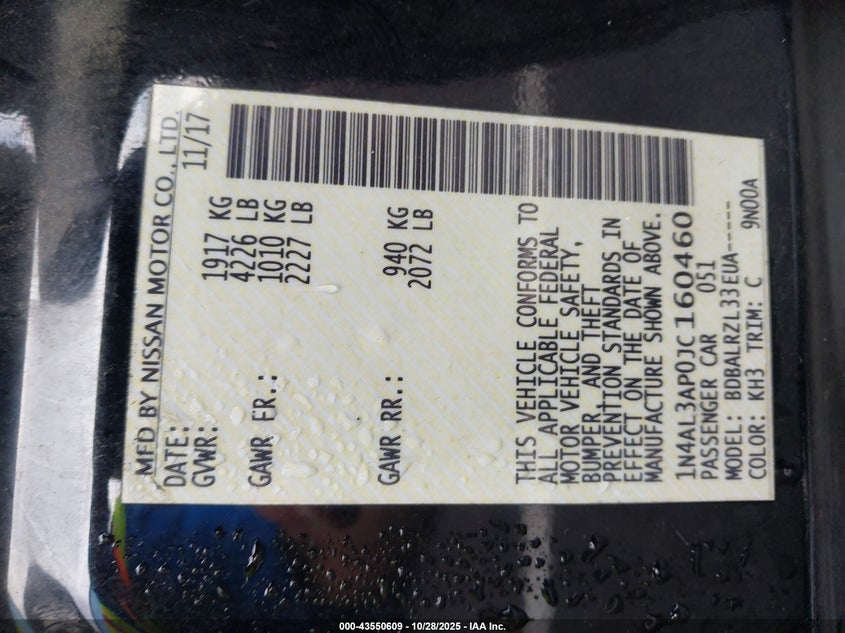 MFD BY NISSAN MOTOR CO., LTD.
DATE: 11/17
GVWR: 1917 KG
4226 LB
GAWR FR.: 1010 KG
2227 LB
GAWR RR.: 940 KG
2072 LB
THIS VEHICLE CONFORMS TO
ALL APPLICABLE FEDERAL
MOTOR VEHICLE SAFETY,
BUMPER, AND THEFT
PREVENTION STANDARDS IN
EFFECT ON THE DATE OF
MANUFACTURE SHOWN ABOVE.
1N4AL3AP0JC160460
PASSENGER CAR 051
MODEL: BDBALRZL33EUA-----
COLOR: KH3 TRIM: C 9N00A
000-43550609 - 10/28/2025 - IAA Inc.